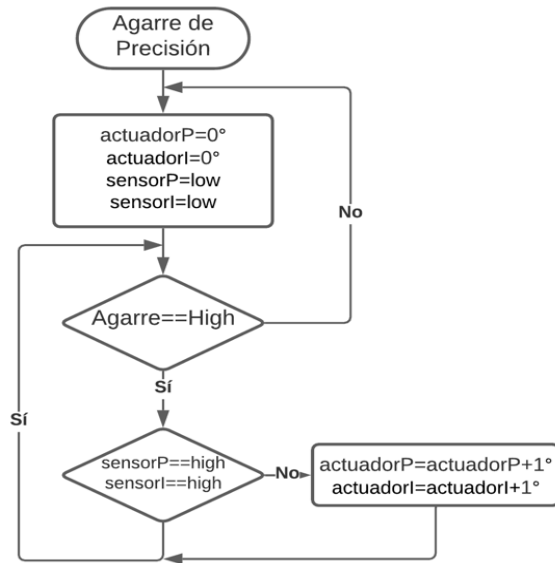 Agarre de
Precisión
actuadorP=0°
actuadorI=0°
sensorP=low
sensorI=low
No
Agarre==High
Sí
Sí
sensorP==high
sensorI==high
No
actuadorP=actuadorP+1°
actuadorI=actuadorI+1°